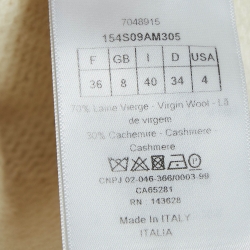 7048915
154S09AM305
F GB I D USA
36 8 40 34 4
70% Laine Vierge - Virgin Wool - Lã
de virgem
30% Cachemire - Cashmere -
Cashmere
CNPJ 02-046-366/0003-99
CA65281
RN 143628
Made In ITALY
ITALIA